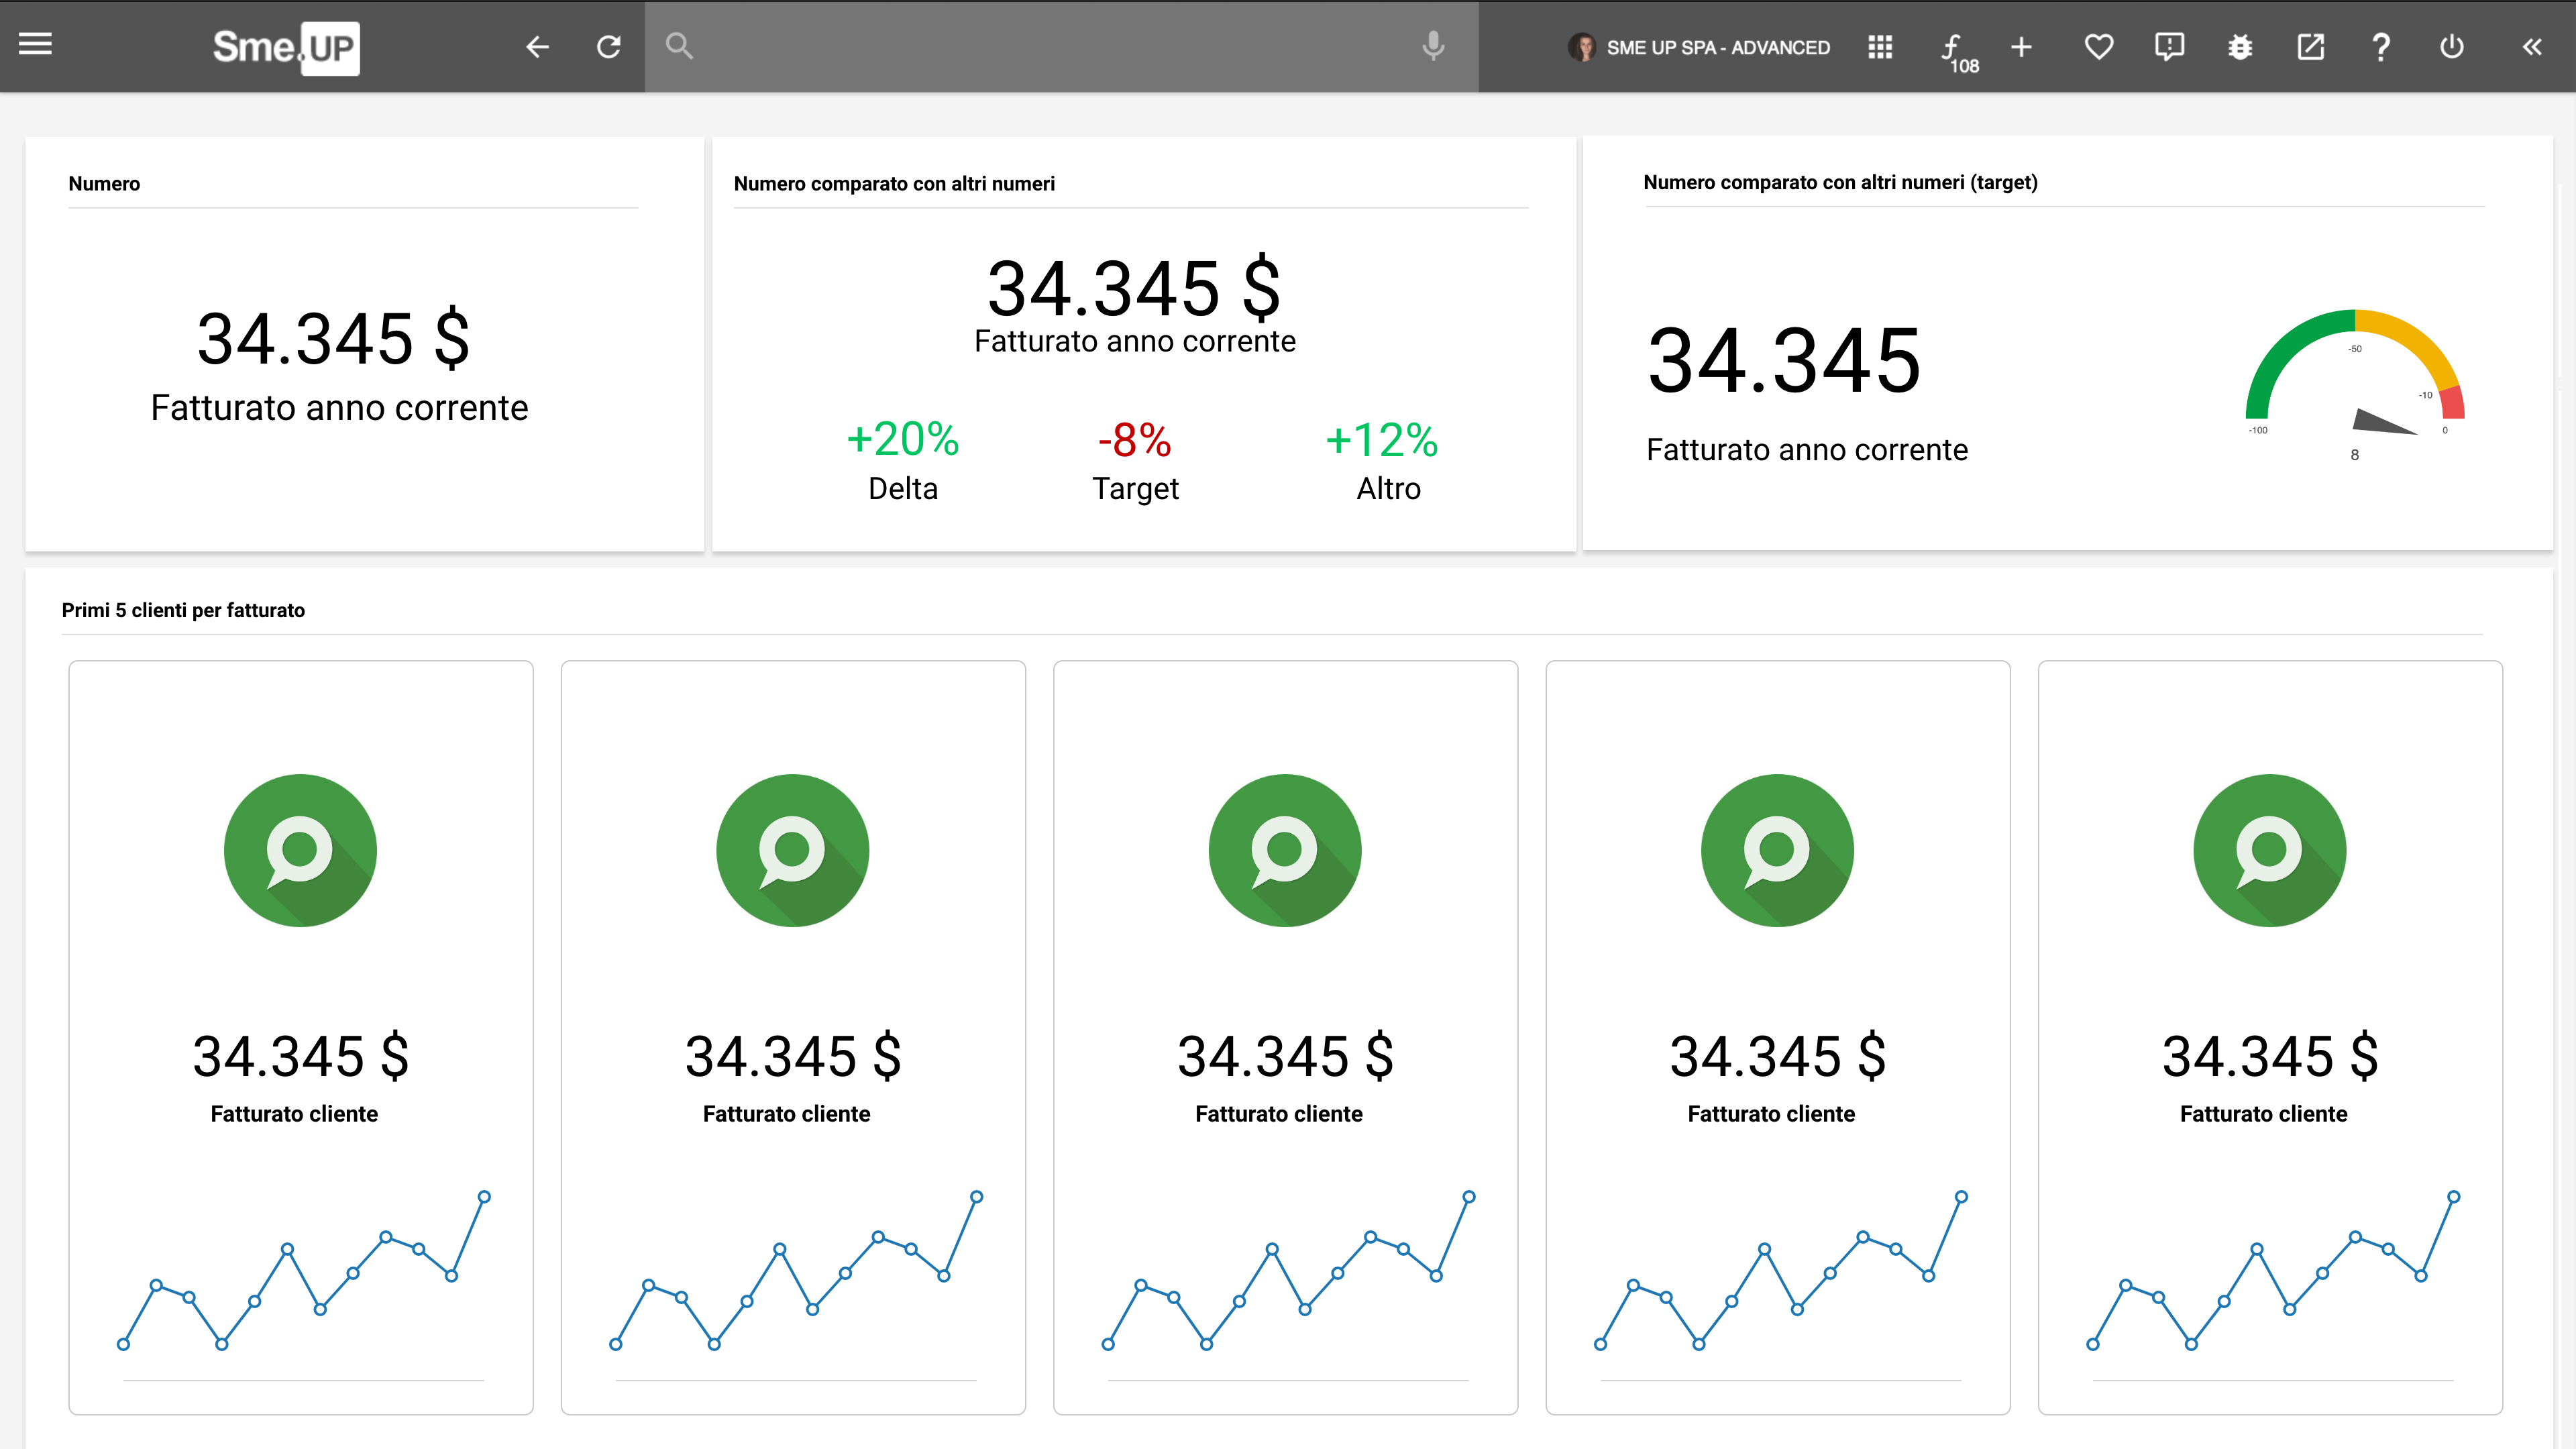 Sme.UP
SME UP SPA - ADVANCED
f 108
?
Numero
34.345 $
Fatturato anno corrente
Numero comparato con altri numeri
34.345 $
Fatturato anno corrente
+20% -8% +12%
Delta Target Altro
Numero comparato con altri numeri (target)
34.345
Fatturato anno corrente
-50
-10
-100 0
8
Primi 5 clienti per fatturato
34.345 $
Fatturato cliente
34.345 $
Fatturato cliente
34.345 $
Fatturato cliente
34.345 $
Fatturato cliente
34.345 $
Fatturato cliente